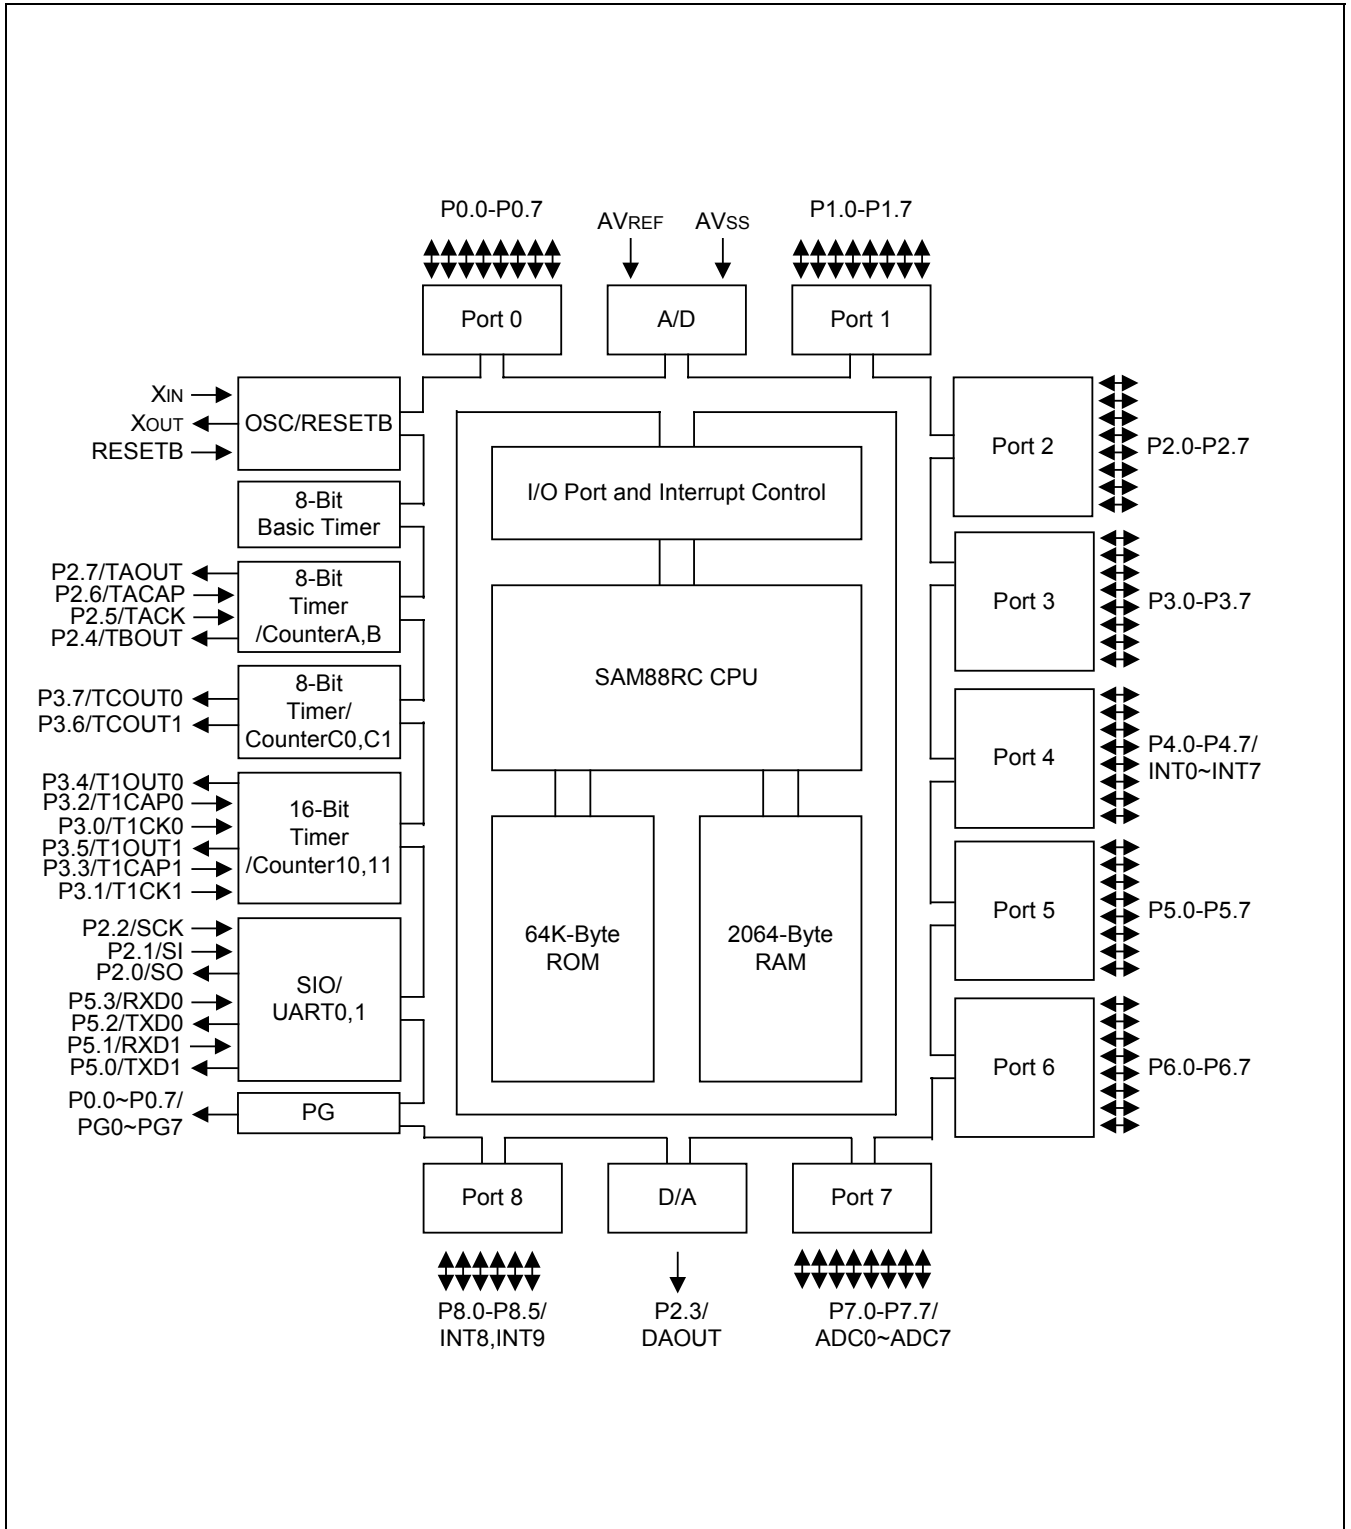 P0.0-P0.7
AVREF
AVSS
P1.0-P1.7
Port 0
A/D
Port 1
XIN
XOUT
RESETB
OSC/RESETB
Port 2
P2.0-P2.7
I/O Port and Interrupt Control
8-Bit
Basic Timer
P2.7/TAOUT
P2.6/TACAP
P2.5/TACK
P2.4/TBOUT
8-Bit
Timer
/CounterA,B
Port 3
P3.0-P3.7
SAM88RC CPU
P3.7/TCOUT0
P3.6/TCOUT1
8-Bit
Timer/
CounterC0,C1
Port 4
P4.0-P4.7/
INT0~INT7
P3.4/T1OUT0
P3.2/T1CAP0
P3.0/T1CK0
P3.5/T1OUT1
P3.3/T1CAP1
P3.1/T1CK1
16-Bit
Timer
/Counter10,11
64K-Byte
ROM
2064-Byte
RAM
Port 5
P5.0-P5.7
P2.2/SCK
P2.1/SI
P2.0/SO
P5.3/RXD0
P5.2/TXD0
P5.1/RXD1
P5.0/TXD1
SIO/
UART0,1
Port 6
P6.0-P6.7
P0.0~P0.7/
PG0~PG7
PG
Port 8
D/A
Port 7
P8.0-P8.5/
INT8,INT9
P2.3/
DAOUT
P7.0-P7.7/
ADC0~ADC7